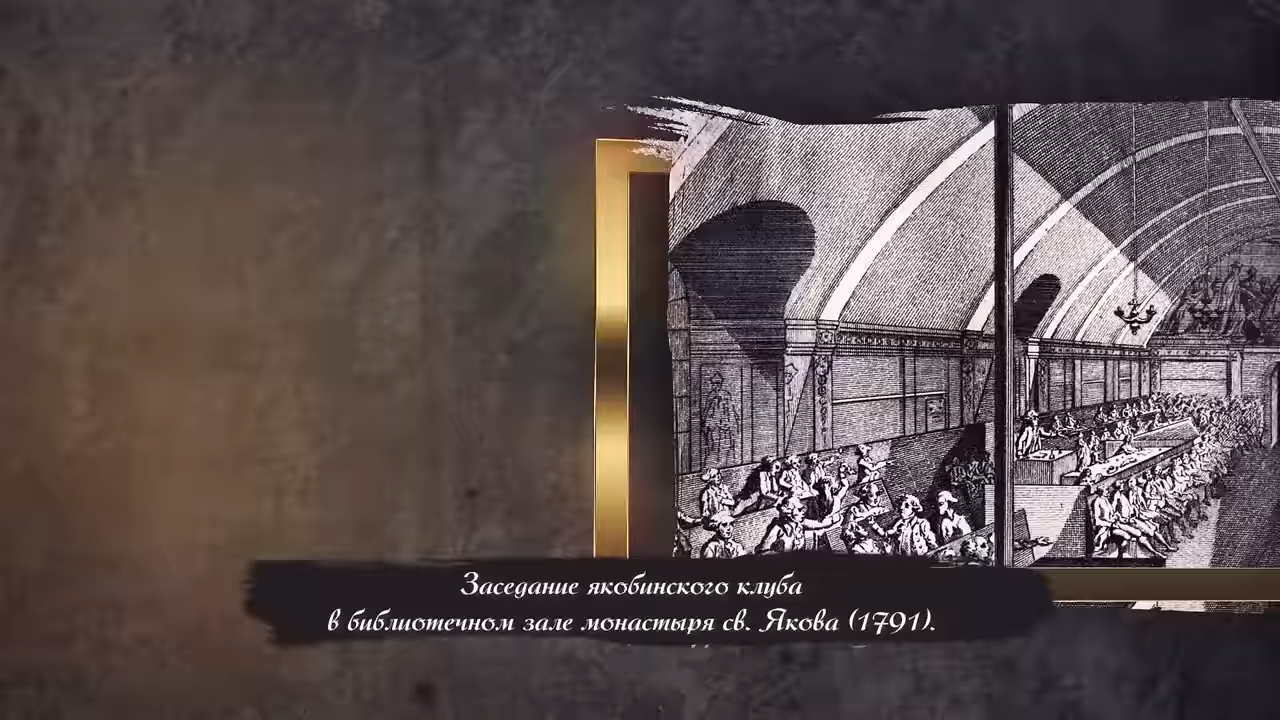 Заседание якобинского клуба
в библиотечном зале монастыря св. Якова (1791).